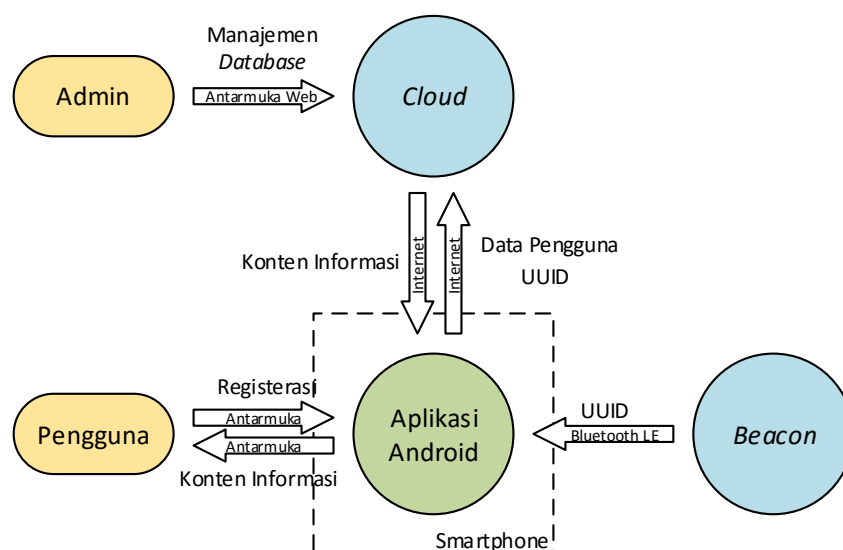 Manajemen
Database
Admin
Antarmuka Web
Cloud
Konten Informasi
Internet
Internet
Data Pengguna
UUID
Registerasi
Antarmuka
Pengguna
Antarmuka
Konten Informasi
Aplikasi
Android
UUID
Bluetooth LE
Beacon
Smartphone